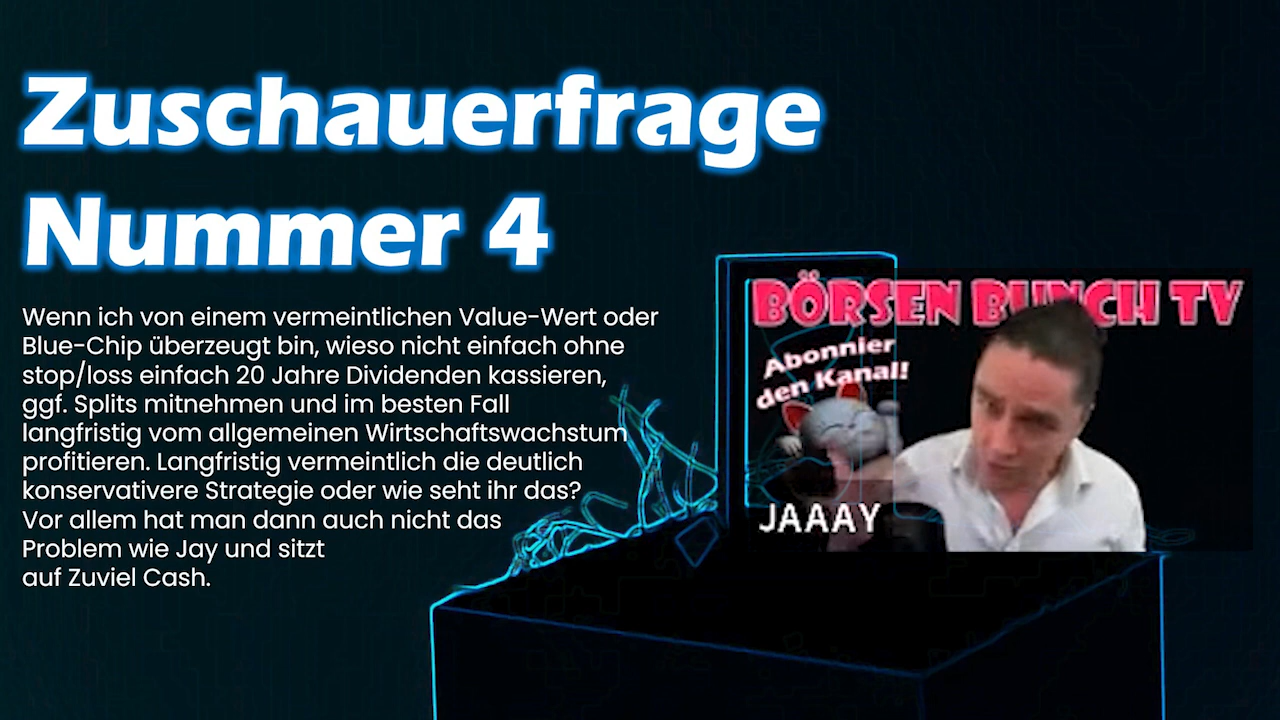 Zuschauerfrage
Nummer 4
Wenn ich von einem vermeintlichen Value-Wert oder
Blue-Chip überzeugt bin, wieso nicht einfach ohne
stop/loss einfach 20 Jahre Dividenden kassieren,
ggf. Splits mitnehmen und im besten Fall
langfristig vom allgemeinen Wirtschaftswachstum
profitieren. Langfristig vermeintlich die deutlich
konservativere Strategie oder wie seht ihr das?
Vor allem hat man dann auch nicht das
Problem wie Jay und sitzt
auf Zuviel Cash.
BÖRSEN BUNCH TV
Abonnier
den Kanal!
JAAAY